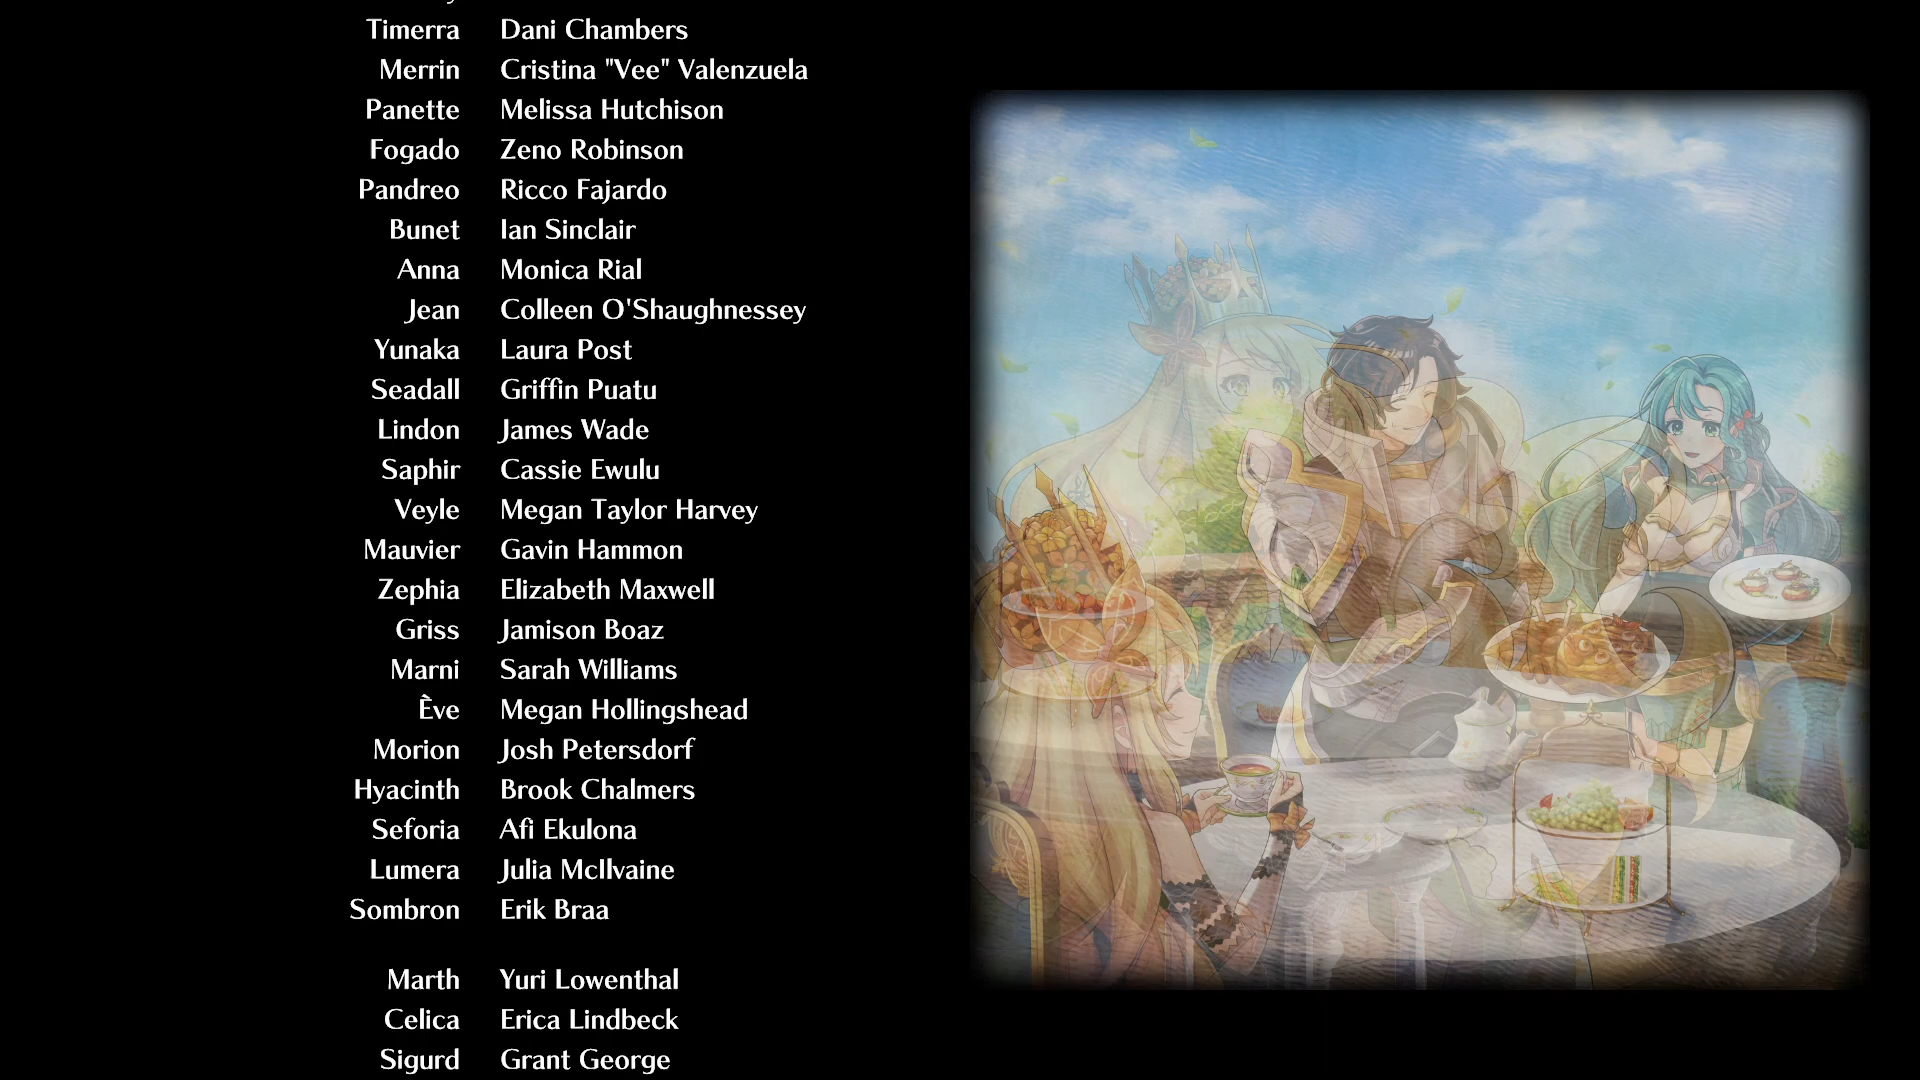 Timerra Dani Chambers
Merrin Cristina "Vee" Valenzuela
Panette Melissa Hutchison
Fogado Zeno Robinson
Pandreo Ricco Fajardo
Bunet Ian Sinclair
Anna Monica Rial
Jean Colleen O'Shaughnessey
Yunaka Laura Post
Seadall Griffin Puatu
Lindon James Wade
Saphir Cassie Ewulu
Veyle Megan Taylor Harvey
Mauvier Gavin Hammon
Zephia Elizabeth Maxwell
Griss Jamison Boaz
Marni Sarah Williams
Ève Megan Hollingshead
Morion Josh Petersdorf
Hyacinth Brook Chalmers
Seforia Afi Ekulona
Lumera Julia McIlvaine
Sombron Erik Braa
Marth Yuri Lowenthal
Celica Erica Lindbeck
Sigurd Grant George